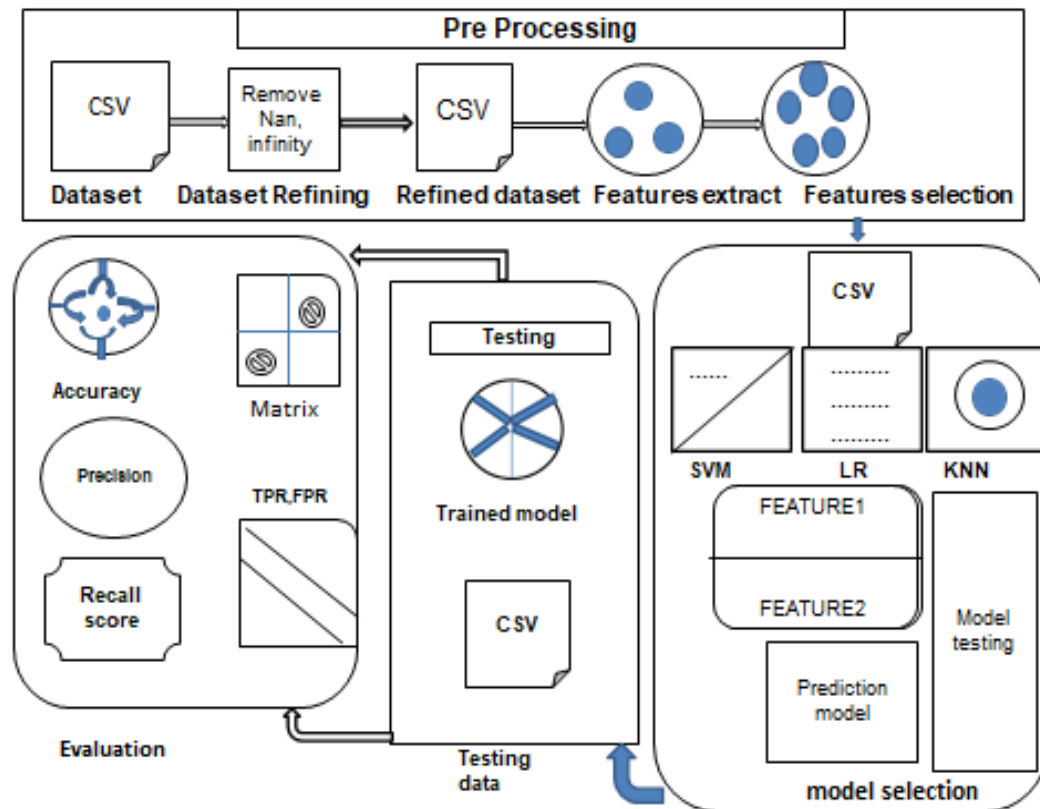 Pre Processing
CSV
Remove
Nan,
infinity
CSV
Dataset
Dataset Refining
Refined dataset
Features extract
Features selection
Accuracy
Matrix
Precision
TPR,FPR
Recall
score
Evaluation
Testing
Trained model
CSV
Testing
data
CSV
SVM
LR
KNN
FEATURE1
FEATURE2
Model
testing
Prediction
model
model selection